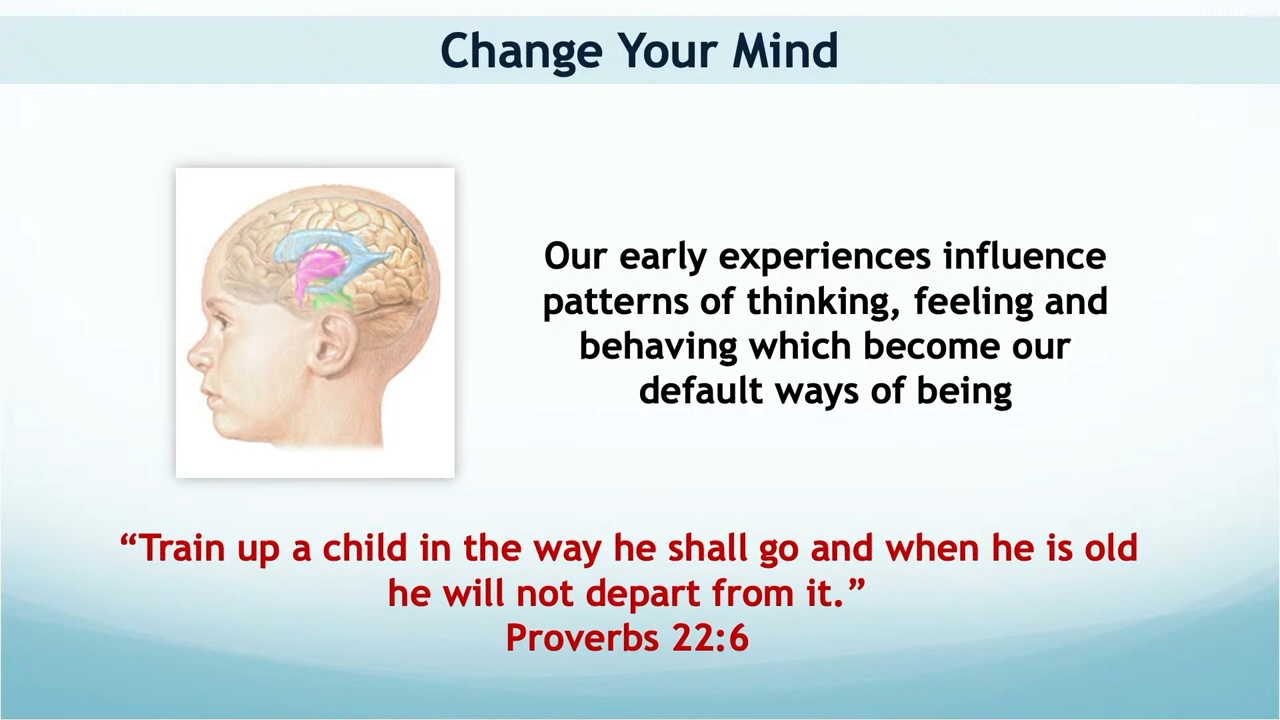 Change Your Mind
Our early experiences influence
patterns of thinking, feeling and
behaving which become our
default ways of being
“Train up a child in the way he shall go and when he is old
he will not depart from it.”
Proverbs 22:6